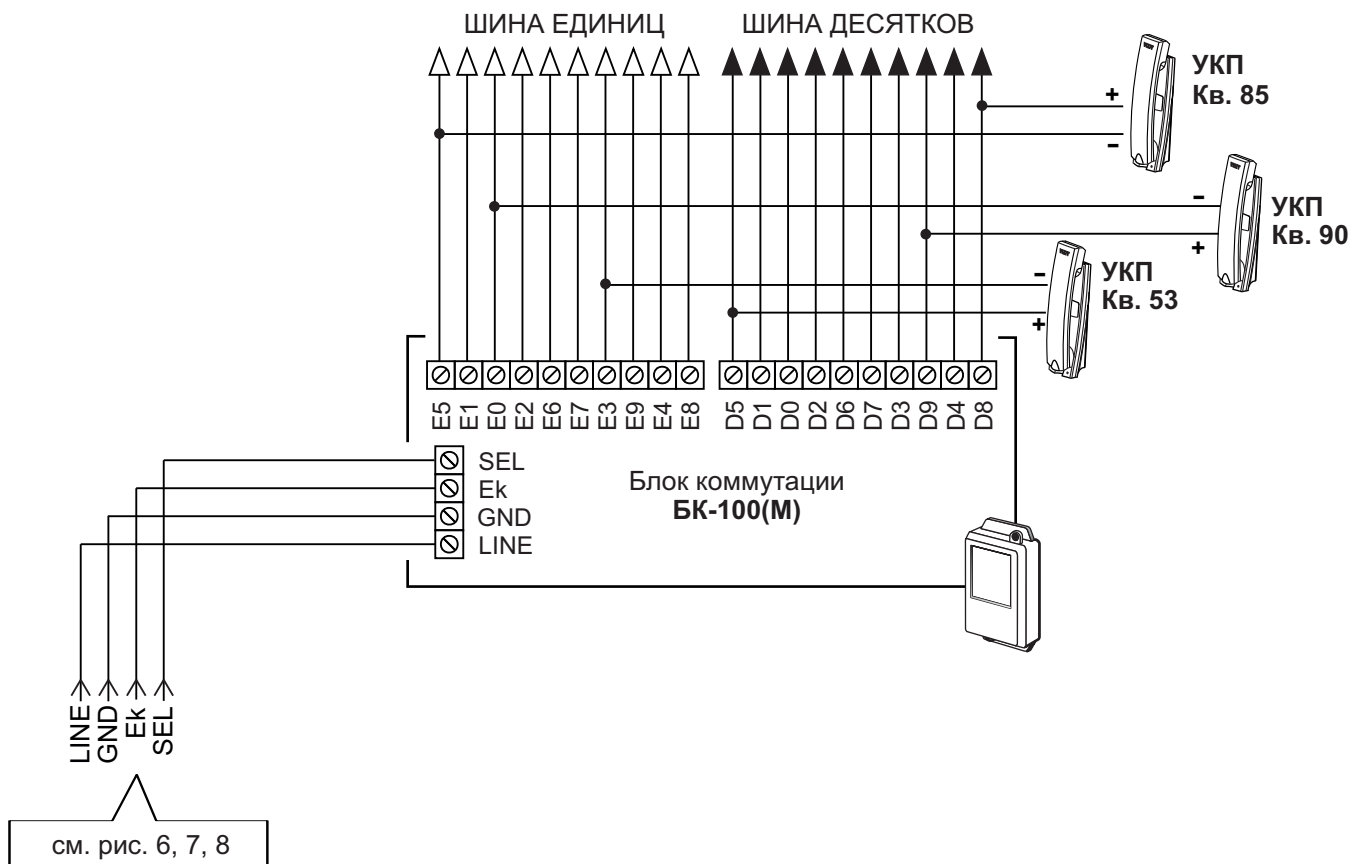 ШИНА ЕДИНИЦ
ШИНА ДЕСЯТКОВ
+
УКП
Кв. 85
-
-
УКП
Кв. 90
+
-
УКП
Кв. 53
+
E5 E1 E0 E2 E6 E7 E3 E9 E4 E8
D5 D1 D0 D2 D6 D7 D3 D9 D4 D8
SEL
Ek
GND
LINE
Блок коммутации
БК-100(М)
LINE
GND
Ek
SEL
см. рис. 6, 7, 8